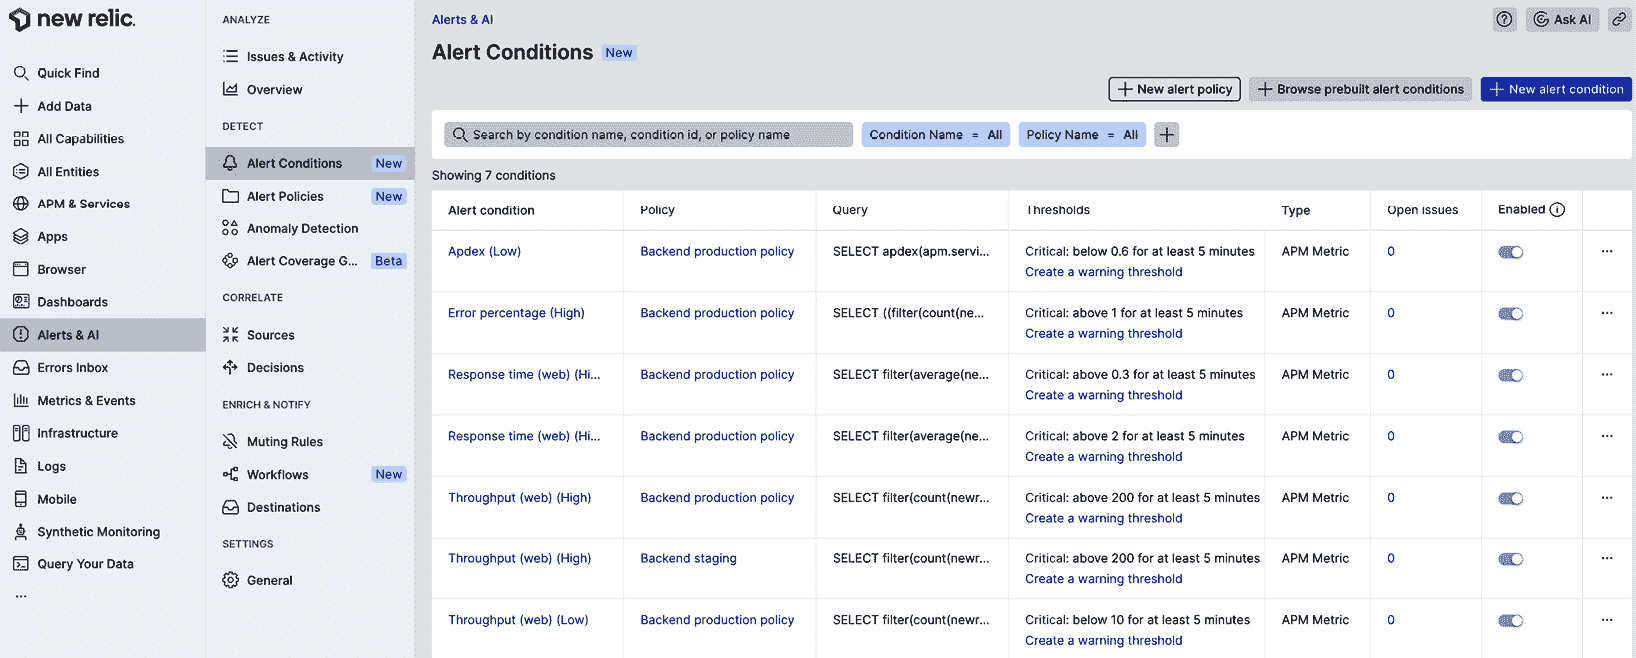 new relic.
Quick Find
Add Data
All Capabilities
All Entities
APM & Services
Apps
Browser
Dashboards
Alerts & AI
Errors Inbox
Metrics & Events
Infrastructure
Logs
Mobile
Synthetic Monitoring
Query Your Data
...
ANALYZE
Issues & Activity
Overview
DETECT
Alert Conditions New
Alert Policies New
Anomaly Detection
Alert Coverage G... Beta
CORRELATE
Sources
Decisions
ENRICH & NOTIFY
Muting Rules
Workflows New
Destinations
SETTINGS
General
Alerts & AI
Ask AI
Alert Conditions New
New alert policy Browse prebuilt alert conditions New alert condition
Search by condition name, condition id, or policy name Condition Name = All Policy Name = All
Showing 7 conditions
Alert condition Policy Query Thresholds Type Open issues Enabled
Apdex (Low) Backend production policy SELECT apdex(apm.servi... Critical: below 0.6 for at least 5 minutes APM Metric 0 ...
Create a warning threshold
Error percentage (High) Backend production policy SELECT ((filter(count(ne... Critical: above 1 for at least 5 minutes APM Metric 0 ...
Create a warning threshold
Response time (web) (Hi... Backend production policy SELECT filter(average(ne... Critical: above 0.3 for at least 5 minutes APM Metric 0 ...
Create a warning threshold
Response time (web) (Hi... Backend production policy SELECT filter(average(ne... Critical: above 2 for at least 5 minutes APM Metric 0 ...
Create a warning threshold
Throughput (web) (High) Backend production policy SELECT filter(count(newr... Critical: above 200 for at least 5 minutes APM Metric 0 ...
Create a warning threshold
Throughput (web) (High) Backend staging SELECT filter(count(newr... Critical: above 200 for at least 5 minutes APM Metric 0 ...
Create a warning threshold
Throughput (web) (Low) Backend production policy SELECT filter(count(newr... Critical: below 10 for at least 5 minutes APM Metric 0 ...
Create a warning threshold